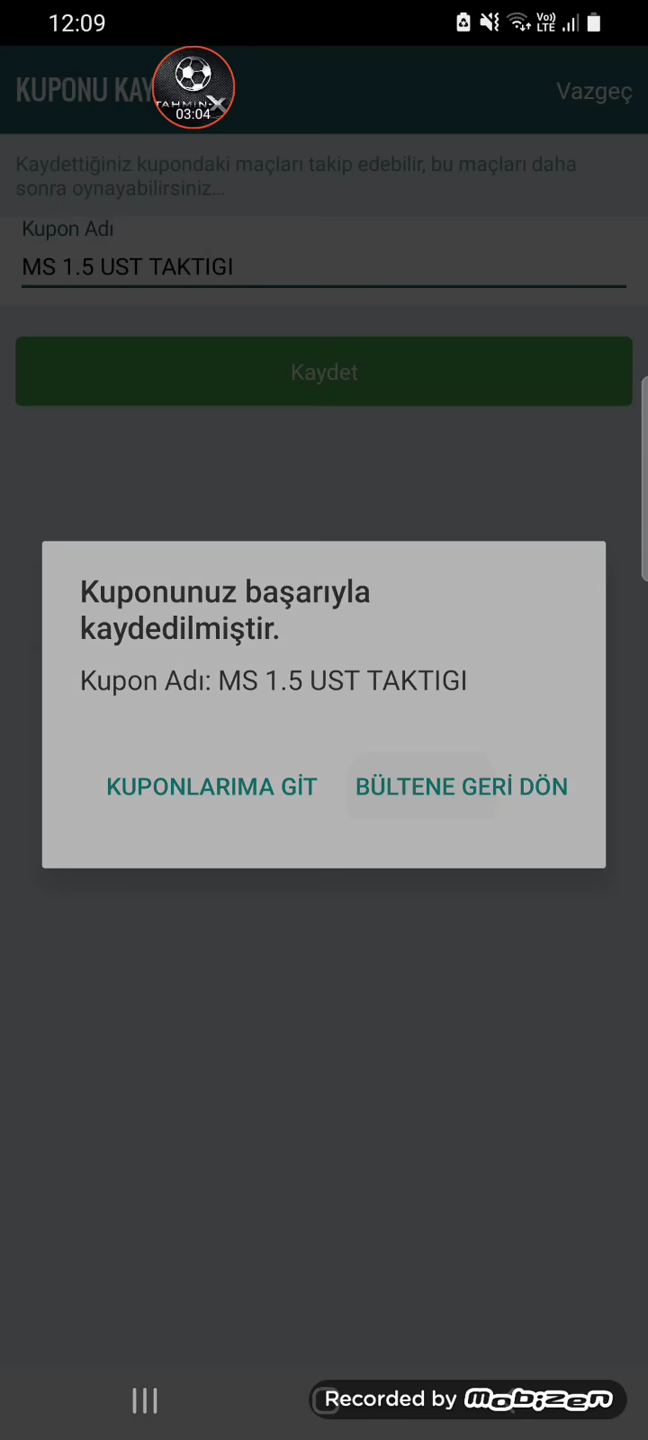 12:09
Vo))
LTE
KUPONU KAY
Vazgeç
TAHMIN-X
03:04
Kaydettiğiniz kupondaki maçları takip edebilir, bu maçları daha
sonra oynayabilirsiniz...
Kupon Adı
MS 1.5 UST TAKTIGI
Kaydet
Kuponunuz başarıyla
kaydedilmiştir.
Kupon Adı: MS 1.5 UST TAKTIGI
KUPONLARIMA GİT
BÜLTENE GERİ DÖN
Recorded by mobizen